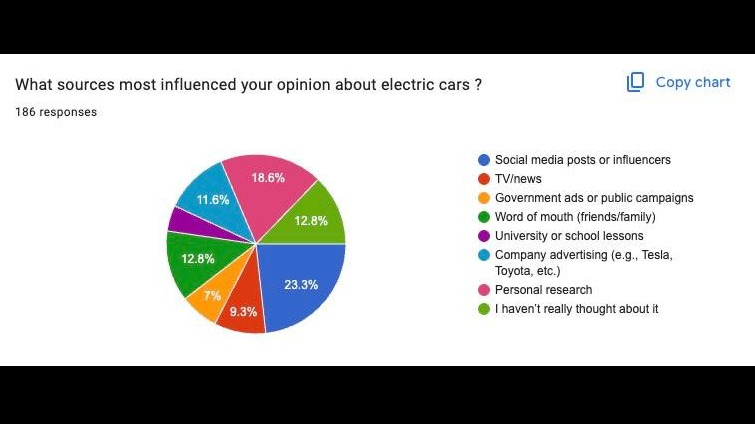 What sources most influenced your opinion about electric cars ?
Copy chart
186 responses
18.6%
11.6%
12.8%
12.8%
23.3%
7%
9.3%
Social media posts or influencers
TV/news
Government ads or public campaigns
Word of mouth (friends/family)
University or school lessons
Company advertising (e.g., Tesla,
Toyota, etc.)
Personal research
I haven't really thought about it